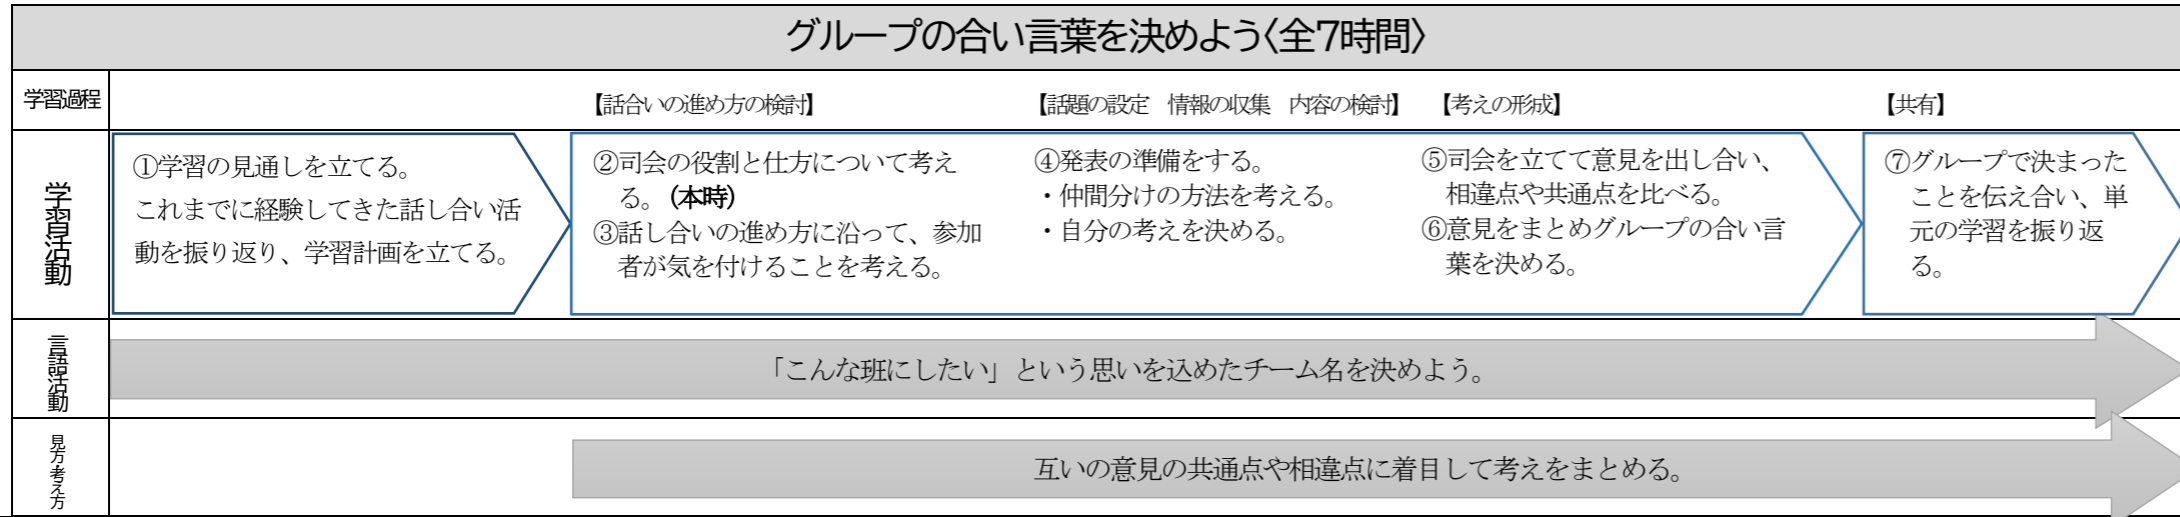 グループの合い言葉を決めよう〈全7時間〉
学習過程
【話合いの進め方の検討】
【話題の設定　情報の収集　内容の検討】
【考えの形成】
【共有】
学習活動
①学習の見通しを立てる。
これまでに経験してきた話し合い活
動を振り返り、学習計画を立てる。
②司会の役割と仕方について考え
る。(本時)
③話し合いの進め方に沿って、参加
者が気を付けることを考える。
④発表の準備をする。
・仲間分けの方法を考える。
・自分の考えを決める。
⑤司会を立てて意見を出し合い、
相違点や共通点を比べる。
⑥意見をまとめグループの合い言
葉を決める。
⑦グループで決まった
ことを伝え合い、単
元の学習を振り返
る。
言語活動
「こんな班にしたい」という思いを込めたチーム名を決めよう。
見方考え方
互いの意見の共通点や相違点に着目して考えをまとめる。